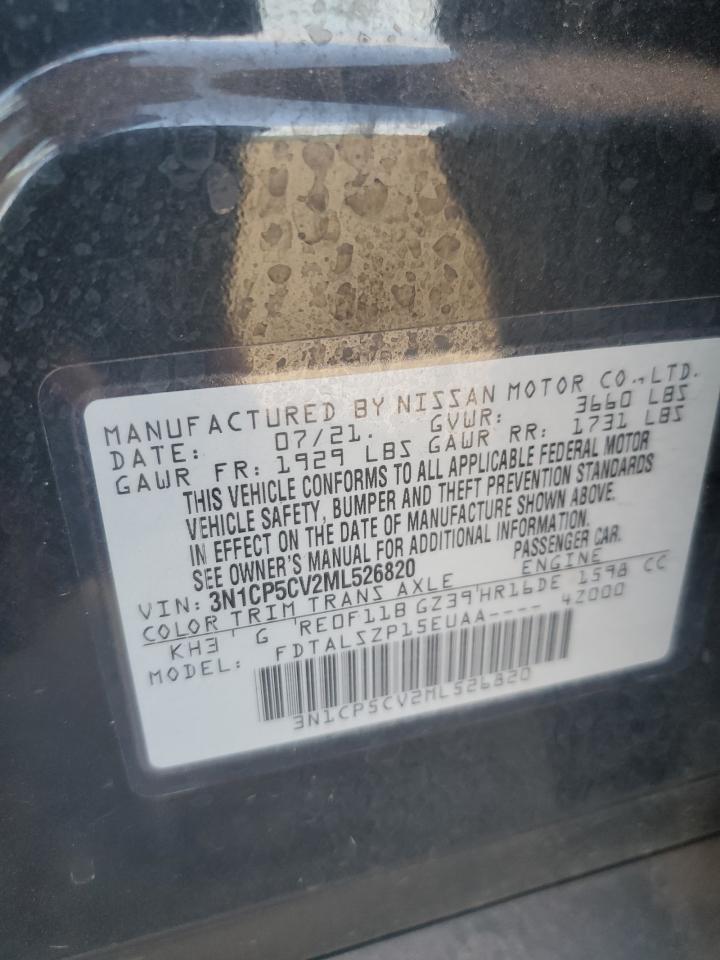 MANUFACTURED BY NISSAN MOTOR CO., LTD.
DATE: 07/21. GVWR: 3660 LBS
GAWR FR: 1929 LBS GAWR RR: 1731 LBS
THIS VEHICLE CONFORMS TO ALL APPLICABLE FEDERAL MOTOR
VEHICLE SAFETY, BUMPER AND THEFT PREVENTION STANDARDS
IN EFFECT ON THE DATE OF MANUFACTURE SHOWN ABOVE.
SEE OWNER'S MANUAL FOR ADDITIONAL INFORMATION.
VIN: 3N1CP5CV2ML526820 PASSENGER CAR.
COLOR TRIM TRANS AXLE ENGINE
KH3 G RE0F11B GZ39 HR16DE 1598 CC
MODEL: FDTALSZP15EUAA---- 42000
3N1CP5CV2ML526820